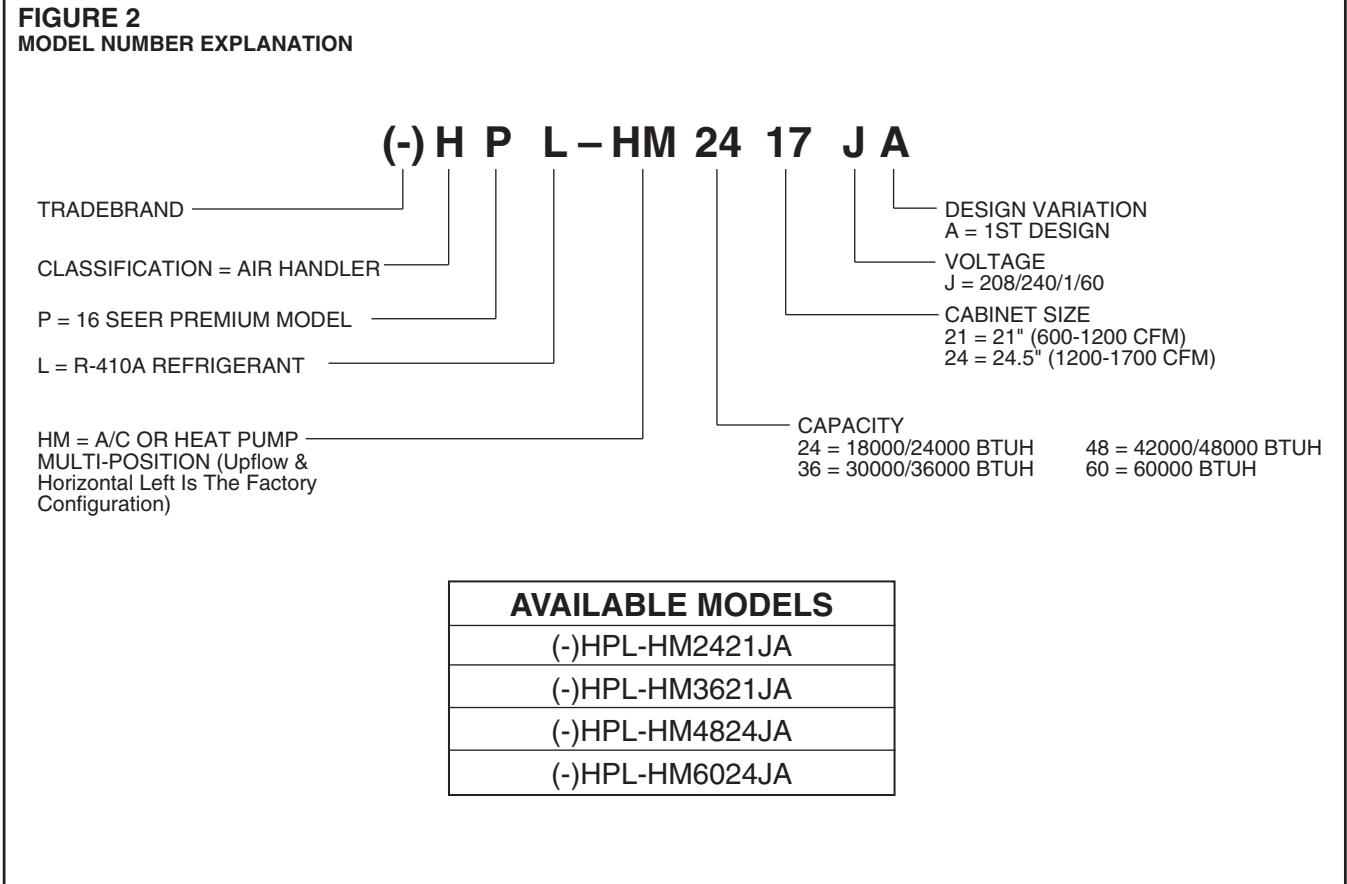 FIGURE 2
MODEL NUMBER EXPLANATION
(-) H P L – HM 24 17 J A
TRADEBRAND
CLASSIFICATION = AIR HANDLER
P = 16 SEER PREMIUM MODEL
L = R-410A REFRIGERANT
HM = A/C OR HEAT PUMP
MULTI-POSITION (Upflow &
Horizontal Left Is The Factory
Configuration)
DESIGN VARIATION
A = 1ST DESIGN
VOLTAGE
J = 208/240/1/60
CABINET SIZE
21 = 21" (600-1200 CFM)
24 = 24.5" (1200-1700 CFM)
CAPACITY
24 = 18000/24000 BTUH 48 = 42000/48000 BTUH
36 = 30000/36000 BTUH 60 = 60000 BTUH
AVAILABLE MODELS
(-)HPL-HM2421JA
(-)HPL-HM3621JA
(-)HPL-HM4824JA
(-)HPL-HM6024JA